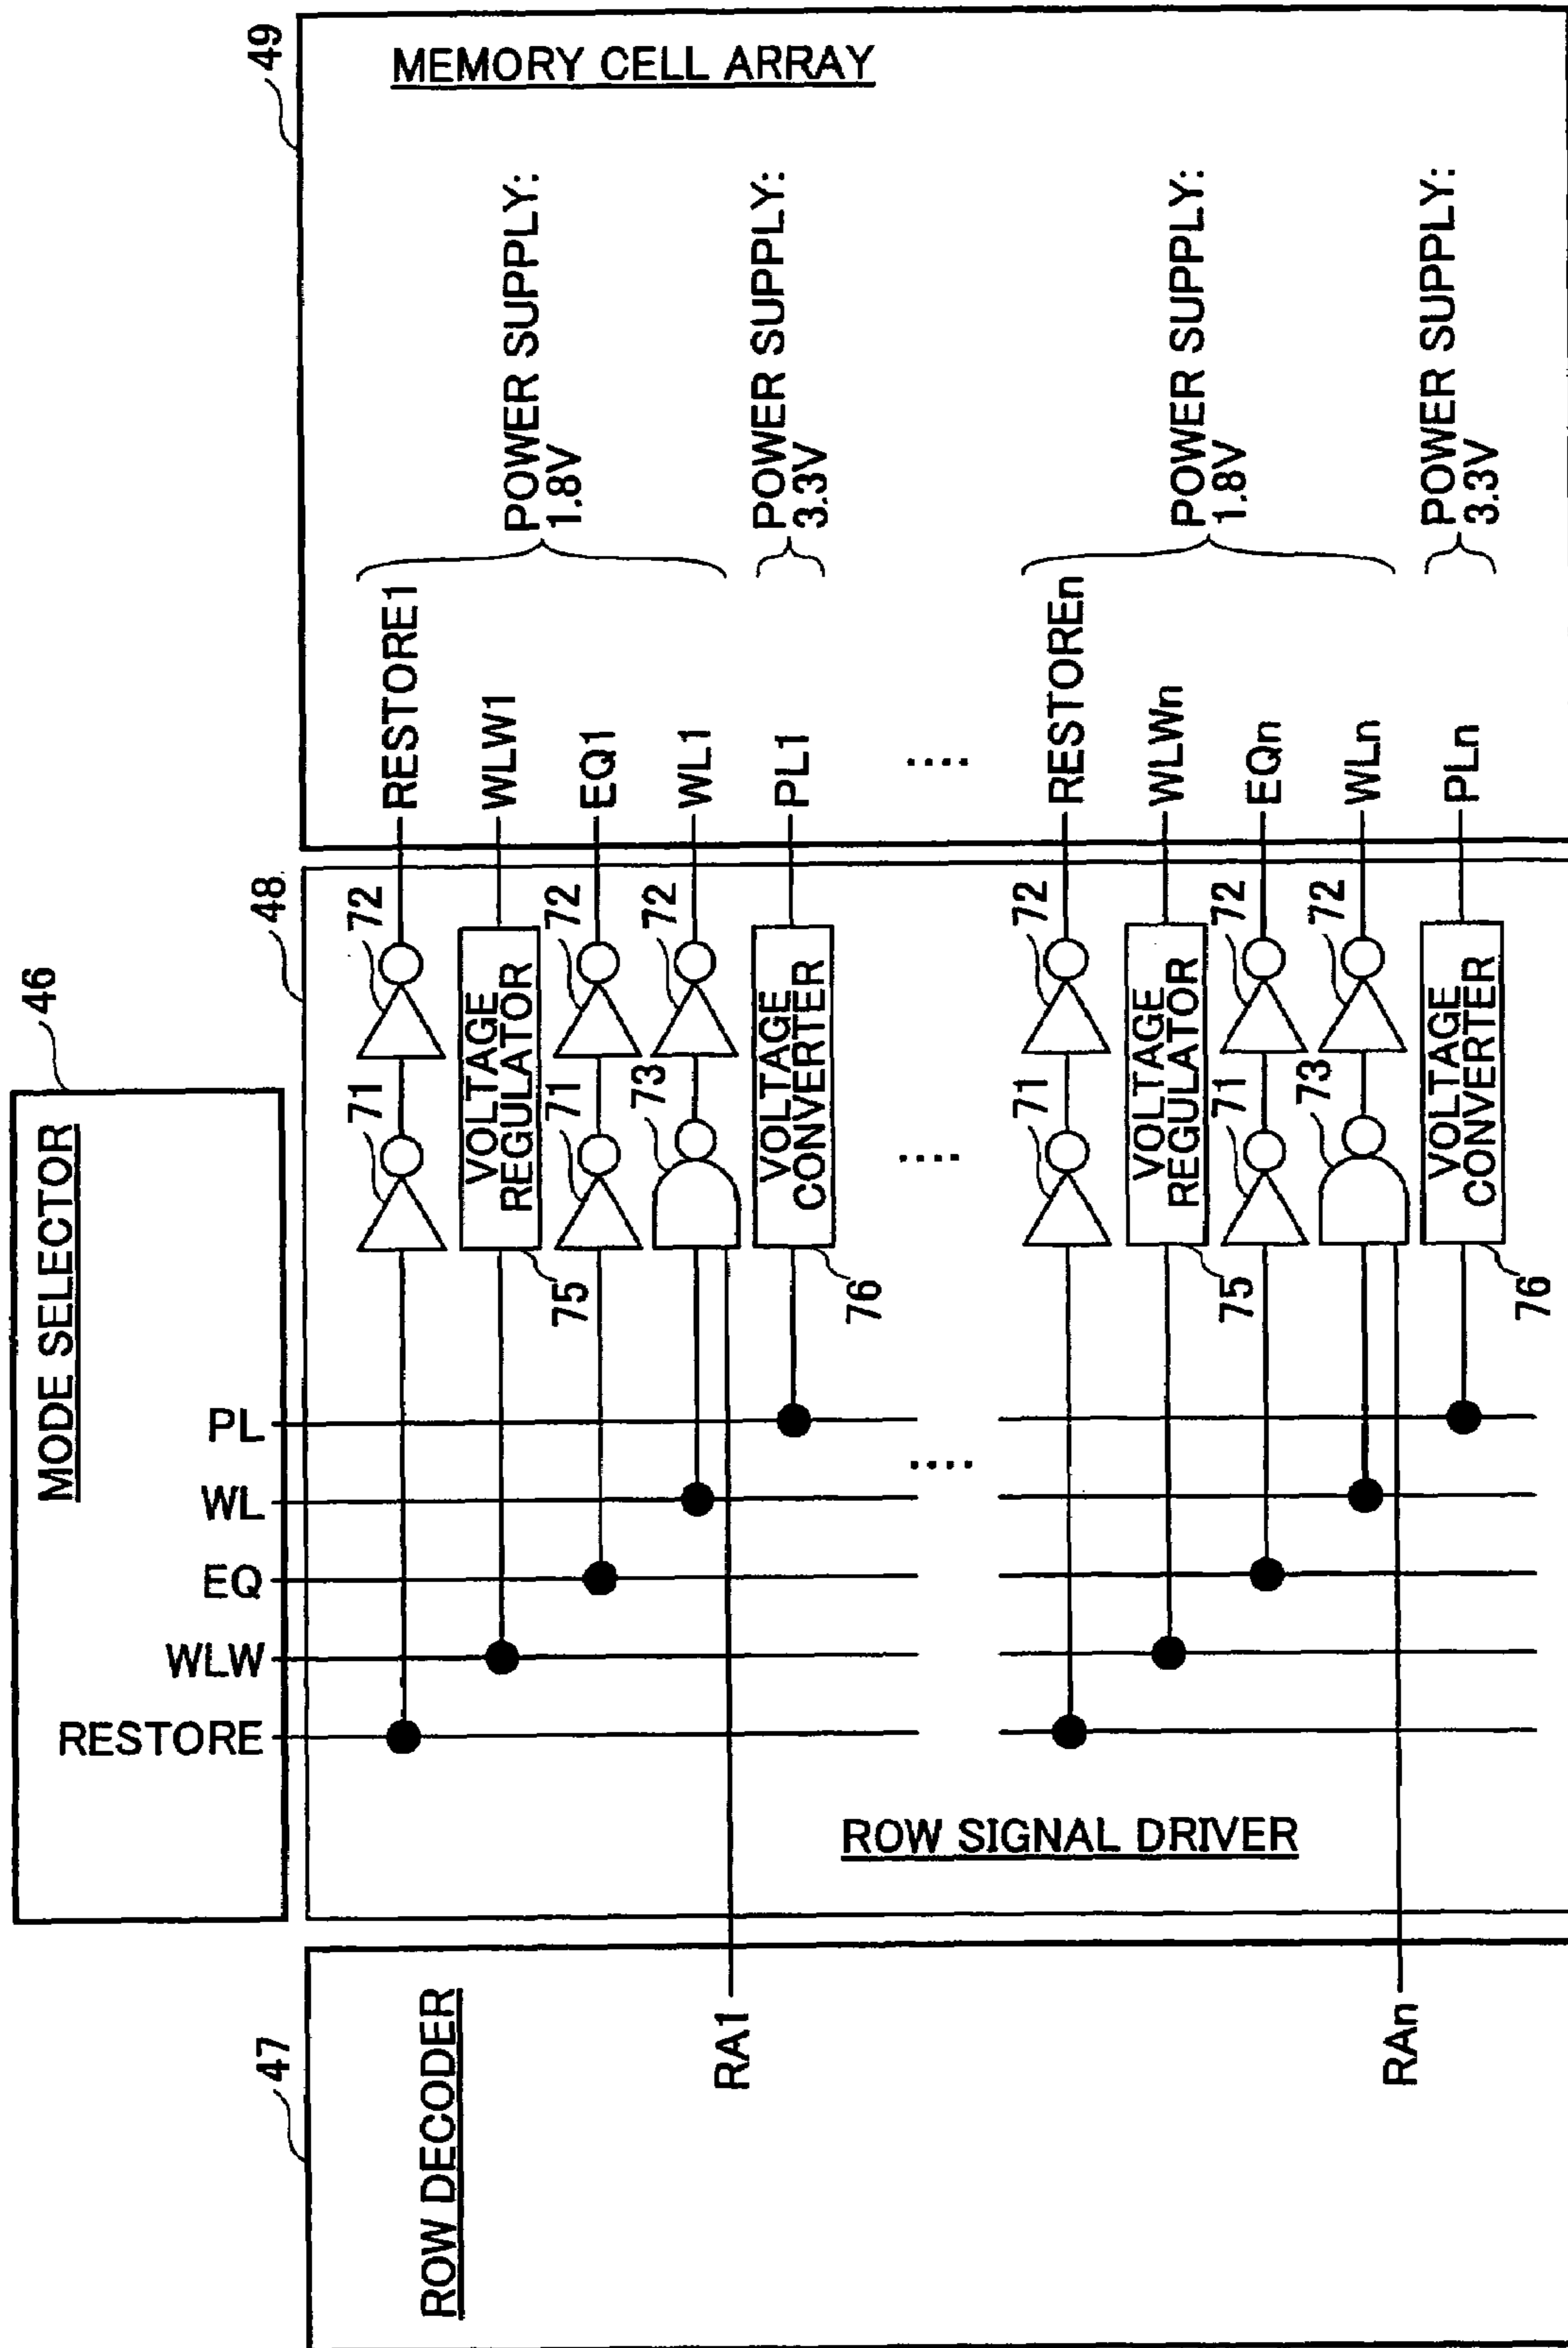 46
MODE SELECTOR
RESTORE
WLW
EQ
WL
PL
47
ROW DECODER
RA1
RAn
48
ROW SIGNAL DRIVER
71
72
VOLTAGE
REGULATOR
75
71
72
73
72
VOLTAGE
CONVERTER
76
....
....
71
72
VOLTAGE
REGULATOR
75
71
72
73
72
VOLTAGE
CONVERTER
76
49
MEMORY CELL ARRAY
RESTORE1
WLW1
EQ1
WL1
POWER SUPPLY:
1.8V
PL1
POWER SUPPLY:
3.3V
....
RESTOREn
WLWn
EQn
WLn
POWER SUPPLY:
1.8V
PLn
POWER SUPPLY:
3.3V